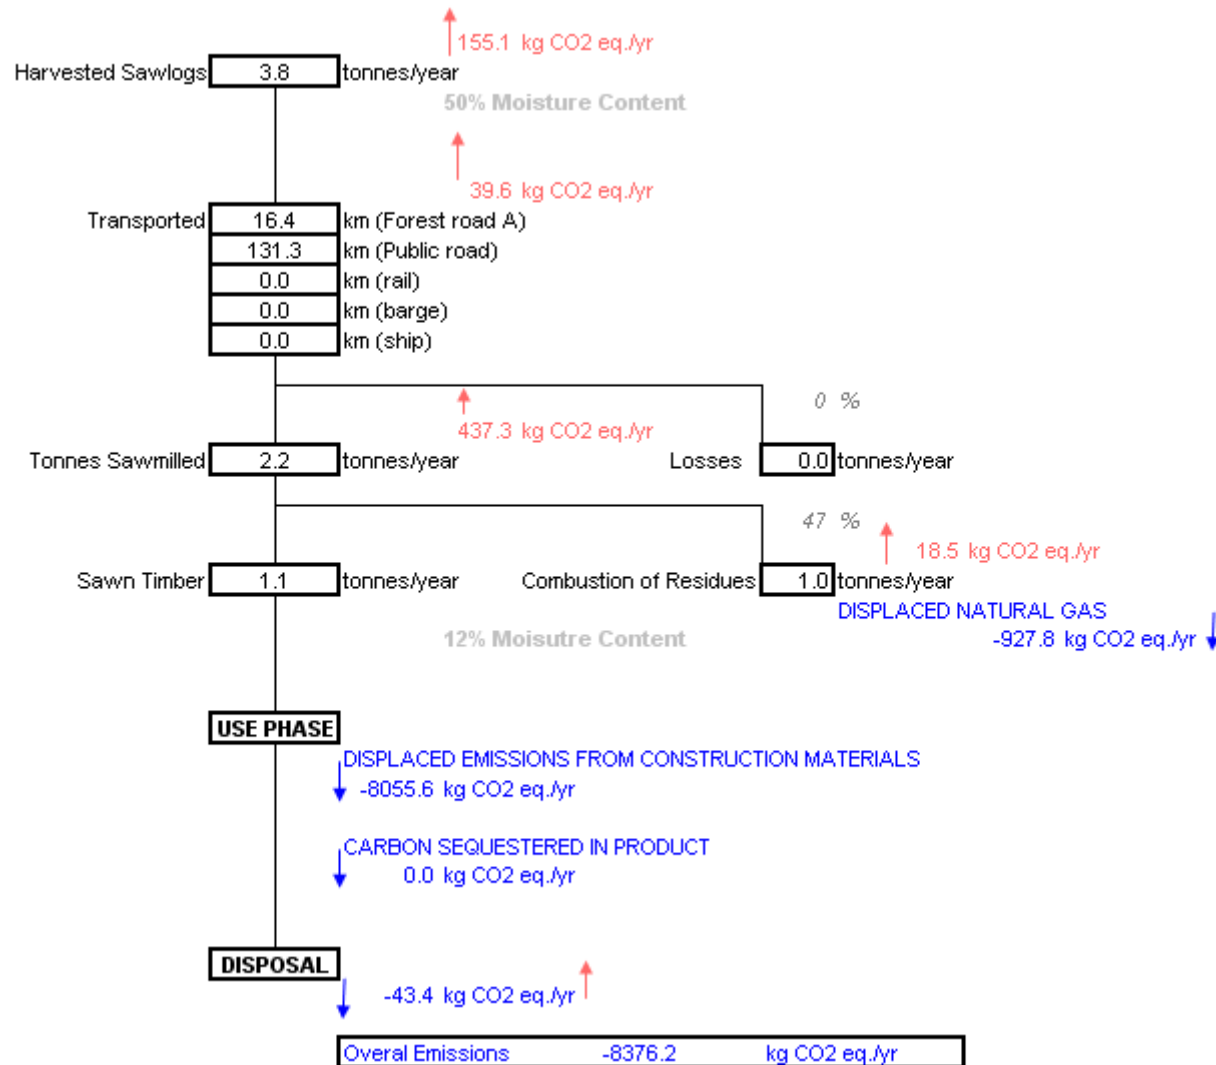 155.1 kg CO2 eq./yr
Harvested Sawlogs 3.8 tonnes/year
50% Moisture Content
39.6 kg CO2 eq./yr
Transported 16.4 km (Forest road A)
131.3 km (Public road)
0.0 km (rail)
0.0 km (barge)
0.0 km (ship)
0 %
437.3 kg CO2 eq./yr
Tonnes Sawmilled 2.2 tonnes/year Losses 0.0 tonnes/year
47 %
18.5 kg CO2 eq./yr
Sawn Timber 1.1 tonnes/year Combustion of Residues 1.0 tonnes/year
DISPLACED NATURAL GAS
12% Moisutre Content -927.8 kg CO2 eq./yr
USE PHASE
DISPLACED EMISSIONS FROM CONSTRUCTION MATERIALS
-8055.6 kg CO2 eq./yr
CARBON SEQUESTERED IN PRODUCT
0.0 kg CO2 eq./yr
DISPOSAL
-43.4 kg CO2 eq./yr
Overal Emissions -8376.2 kg CO2 eq./yr